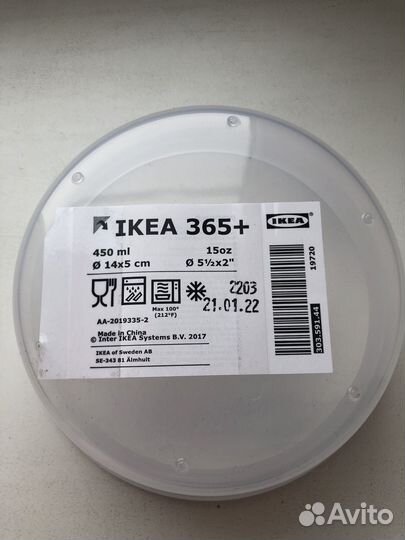 IKEA 365+
IKEA
450 ml 15oz
Ø 14x5 cm Ø 5½x2"
Max 100°
(212°F)
2203
21.01.22
AA-2019335-2
Made in China
© Inter IKEA Systems B.V. 2017
IKEA of Sweden AB
SE-343 81 Älmhult
19720
303.591.44
Avito